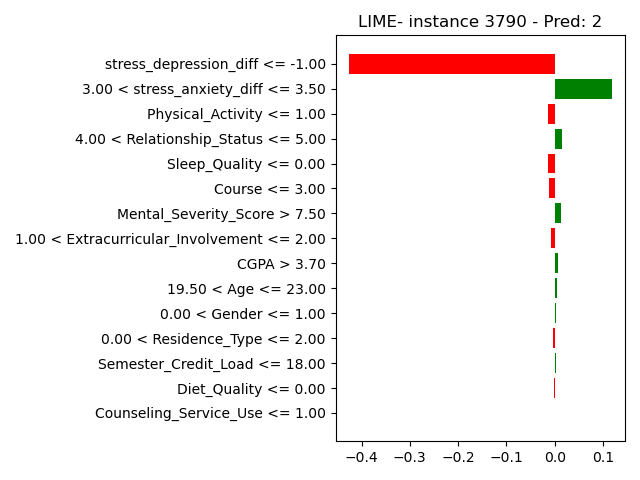 LIME- instance 3790 - Pred: 2
stress_depression_diff <= -1.00
3.00 < stress_anxiety_diff <= 3.50
Physical_Activity <= 1.00
4.00 < Relationship_Status <= 5.00
Sleep_Quality <= 0.00
Course <= 3.00
Mental_Severity_Score > 7.50
1.00 < Extracurricular_Involvement <= 2.00
CGPA > 3.70
19.50 < Age <= 23.00
0.00 < Gender <= 1.00
0.00 < Residence_Type <= 2.00
Semester_Credit_Load <= 18.00
Diet_Quality <= 0.00
Counseling_Service_Use <= 1.00
−0.4 −0.3 −0.2 −0.1 0.0 0.1